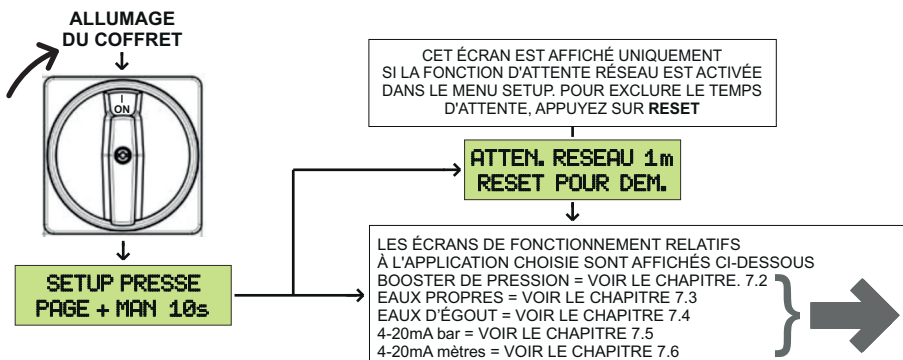 ALLUMAGE
DU COFFRET
I
ON
SETUP PRESSE
PAGE + MAN 10s
CET ÉCRAN EST AFFICHÉ UNIQUEMENT
SI LA FONCTION D'ATTENTE RÉSEAU EST ACTIVÉE
DANS LE MENU SETUP. POUR EXCLURE LE TEMPS
D'ATTENTE, APPUYEZ SUR RESET
ATTEN. RESEAU 1m
RESET POUR DEM.
LES ÉCRANS DE FONCTIONNEMENT RELATIFS
À L'APPLICATION CHOISIE SONT AFFICHÉS CI-DESSOUS
BOOSTER DE PRESSION = VOIR LE CHAPITRE. 7.2
EAUX PROPRES = VOIR LE CHAPITRE 7.3
EAUX D'ÉGOUT = VOIR LE CHAPITRE 7.4
4-20mA bar = VOIR LE CHAPITRE 7.5
4-20mA mètres = VOIR LE CHAPITRE 7.6